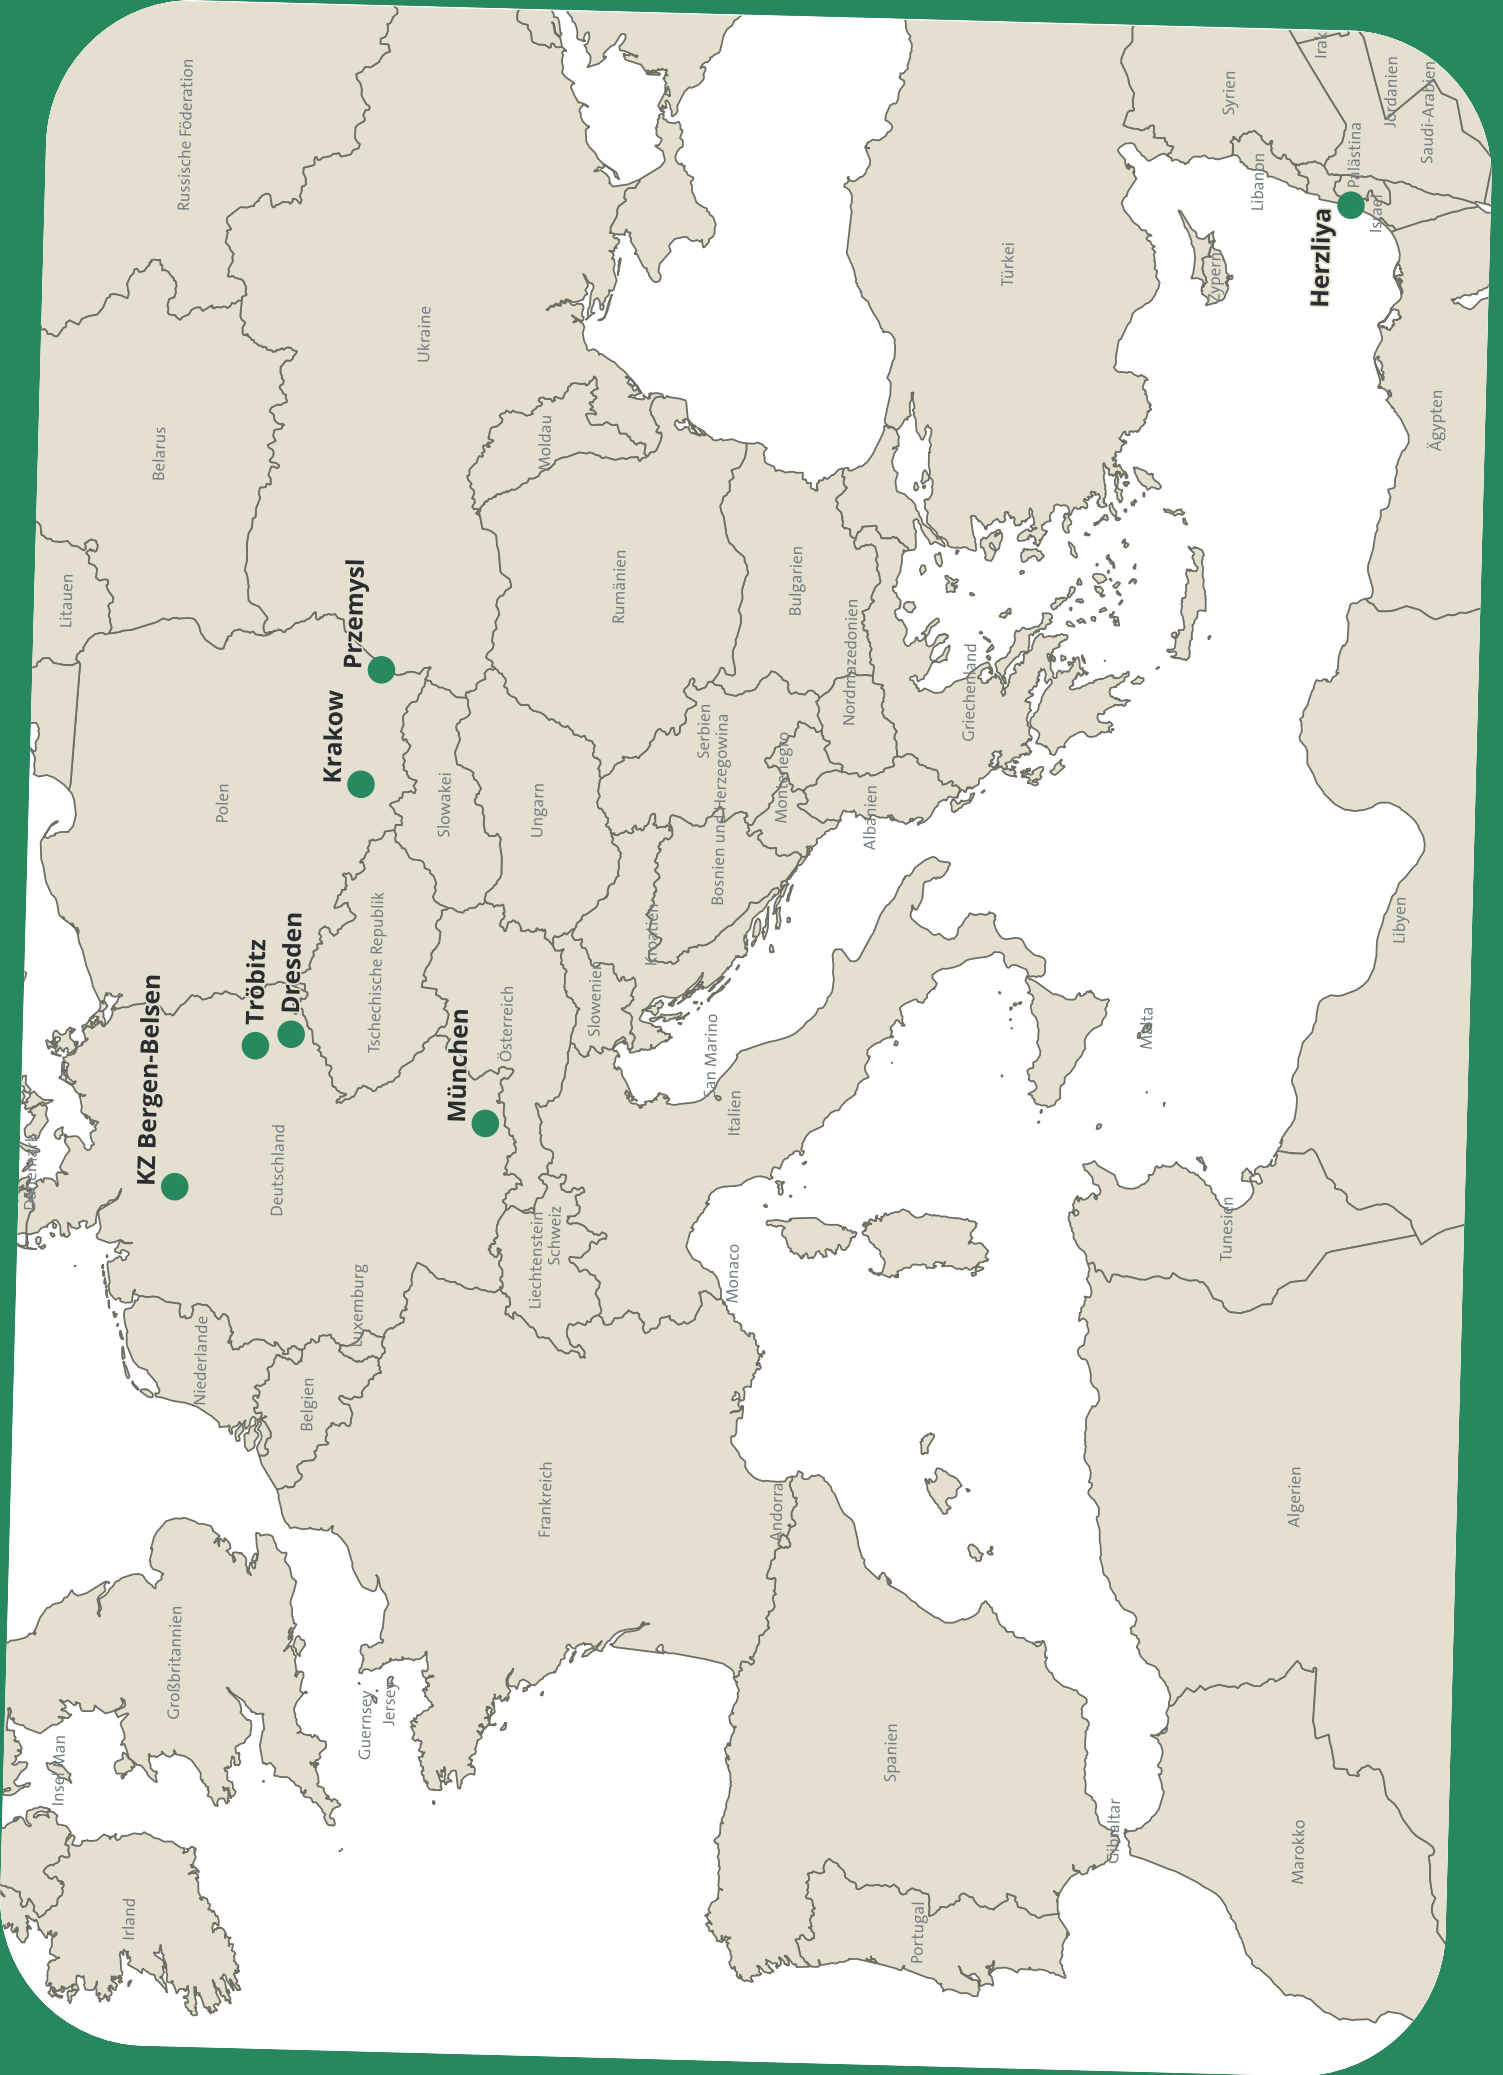 Irland
Insel Man
Großbritannien
Guernsey
Jersey
Dänemark
Niederlande
Belgien
Luxemburg
Deutschland
KZ Bergen-Belsen
Tröbitz
Dresden
München
Litauen
Belarus
Russische Föderation
Polen
Krakow
Przemysl
Ukraine
Tschechische Republik
Slowakei
Österreich
Ungarn
Moldau
Frankreich
Liechtenstein
Schweiz
Slowenien
Kroatien
Rumänien
Serbien
Bosnien und Herzegowina
San Marino
Italien
Monaco
Andorra
Montenegro
Bulgarien
Nordmazedonien
Albanien
Spanien
Portugal
Griechenland
Türkei
Gibraltar
Malta
Tunesien
Zypern
Syrien
Libanon
Herzliya
Irak
Palästina
Israel
Jordanien
Saudi-Arabien
Marokko
Algerien
Libyen
Ägypten